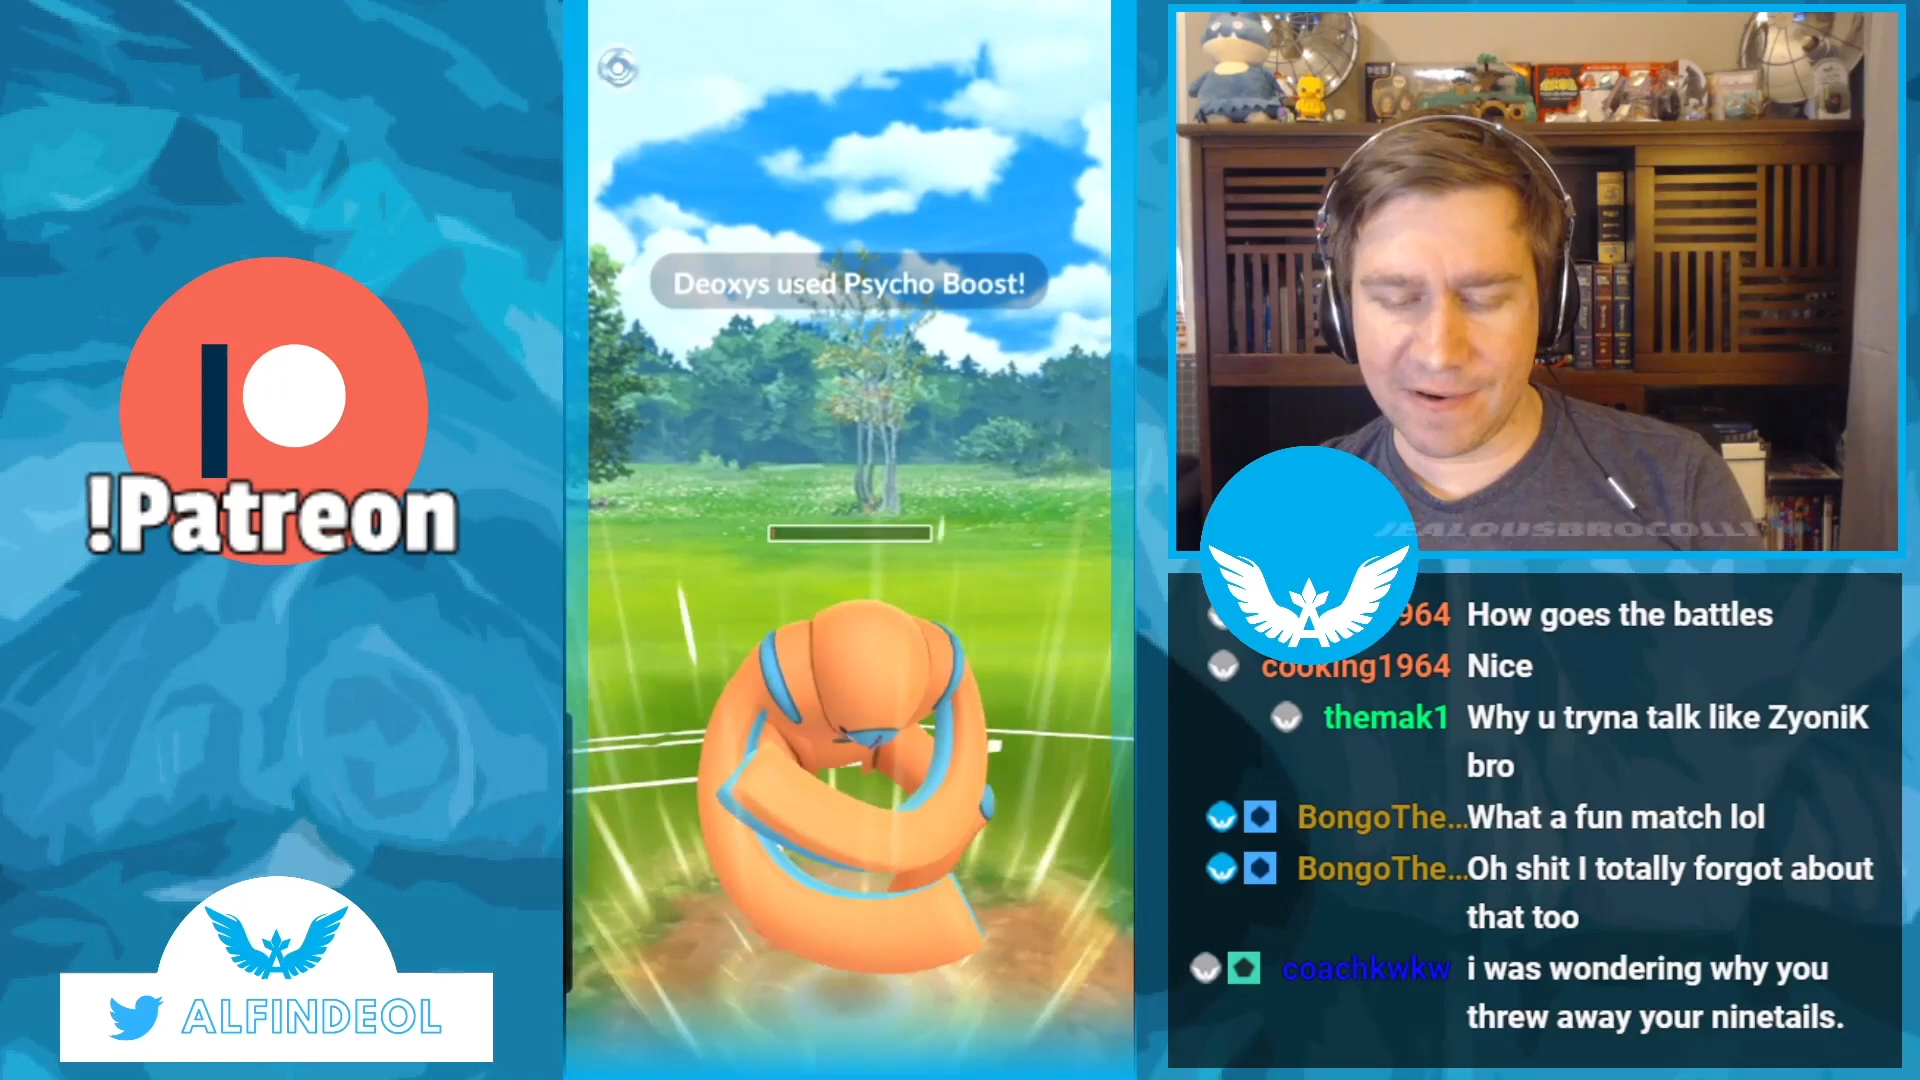 Deoxys used Psycho Boost!
!Patreon
ALFINDEOL
JEALOUSBROCOLLI
964 How goes the battles
cooking1964 Nice
themak1 Why u tryna talk like ZyoniK
bro
BongoThe... What a fun match lol
BongoThe... Oh shit I totally forgot about
that too
coachkwkw i was wondering why you
threw away your ninetails.